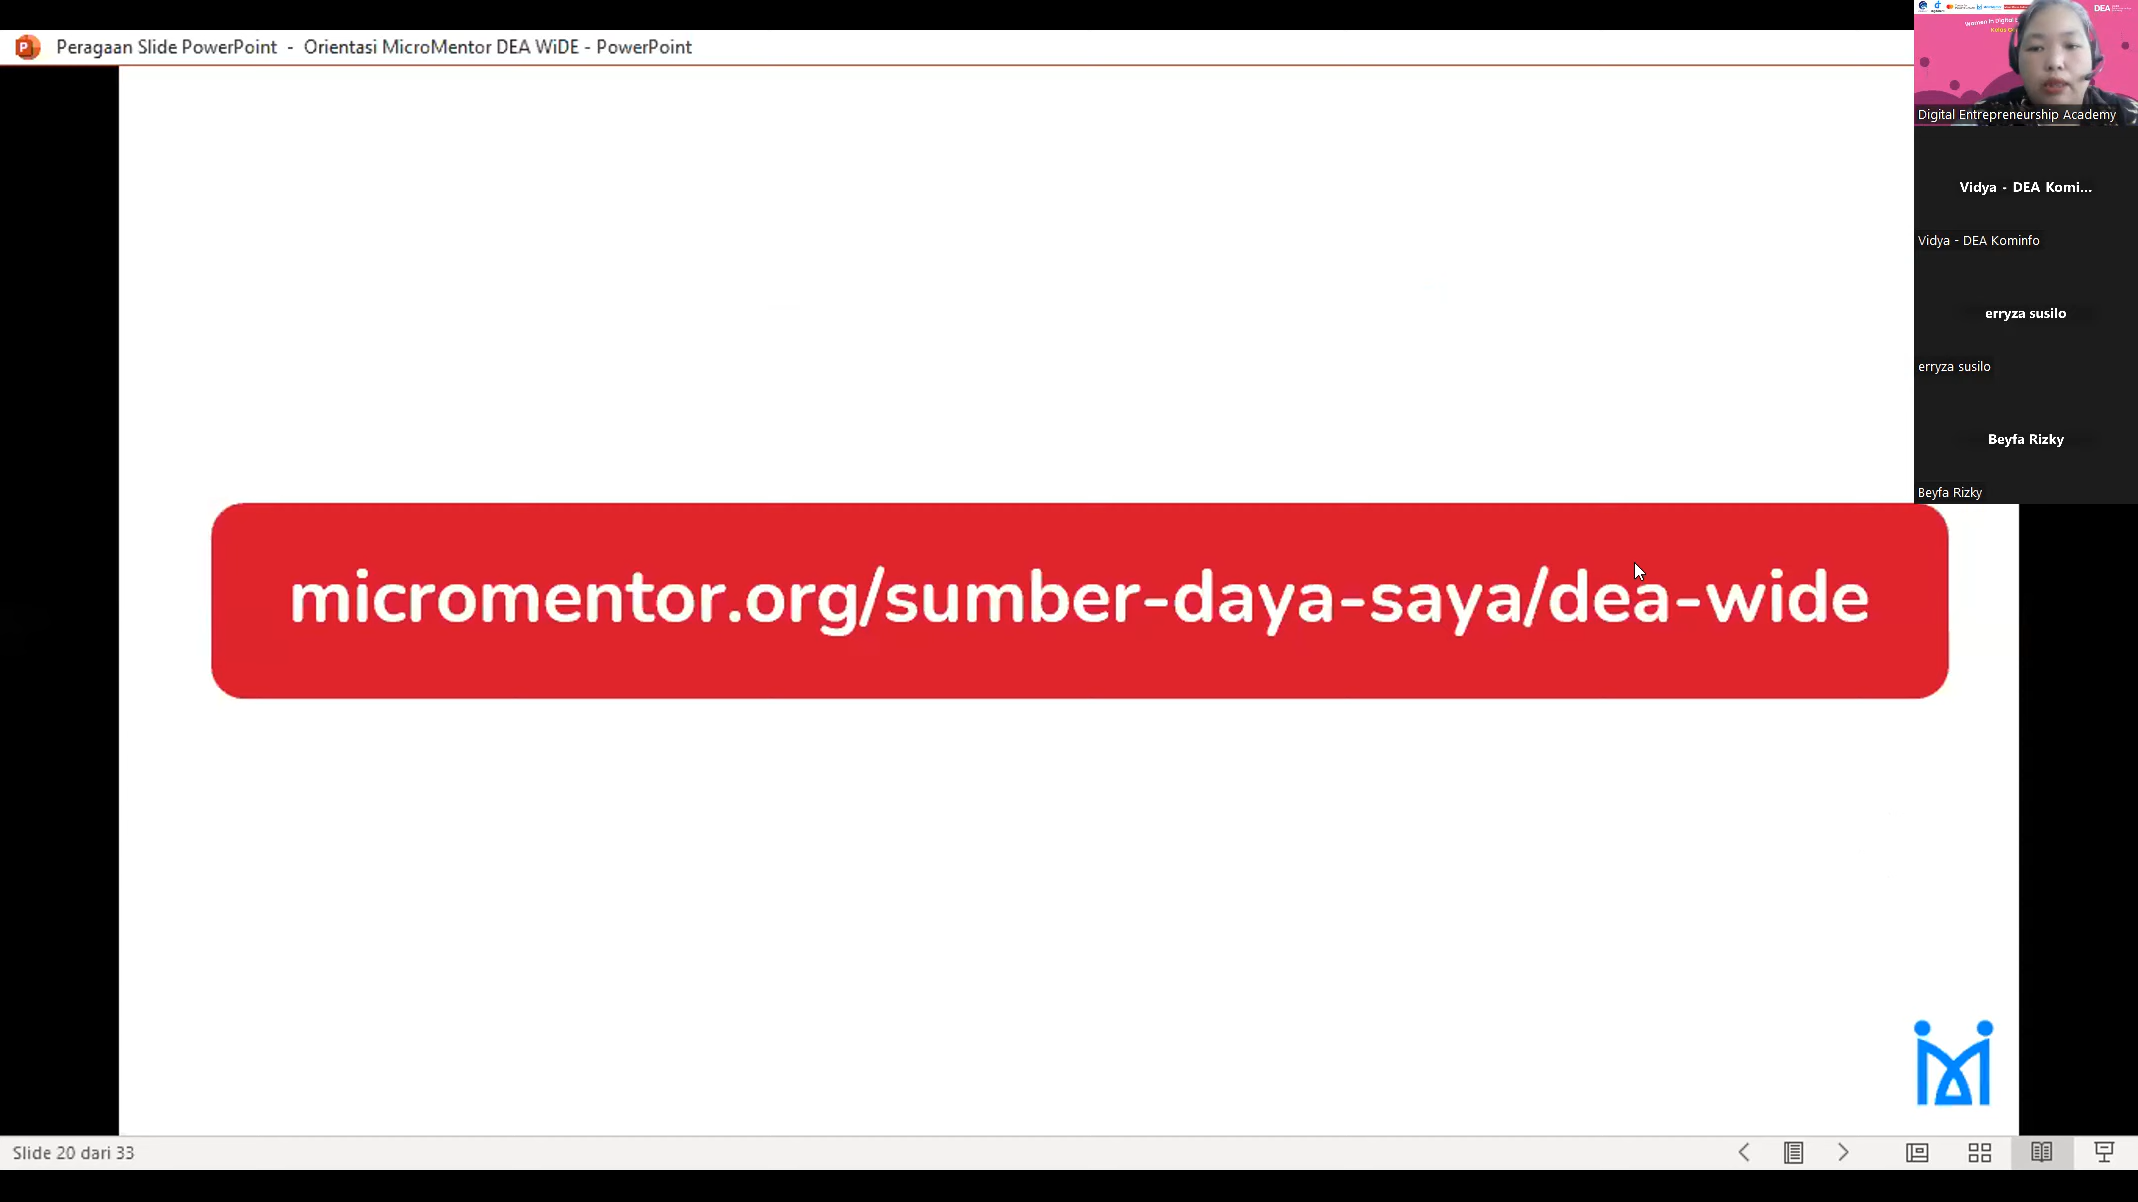 Peragaan Slide PowerPoint - Orientasi MicroMentor DEA WiDE - PowerPoint
DEA
Digital Entrepreneurship Academy
Vidya - DEA Komi...
Vidya - DEA Kominfo
erryza susilo
erryza susilo
Beyfa Rizky
Beyfa Rizky
micromentor.org/sumber-daya-saya/dea-wide
Slide 20 dari 33